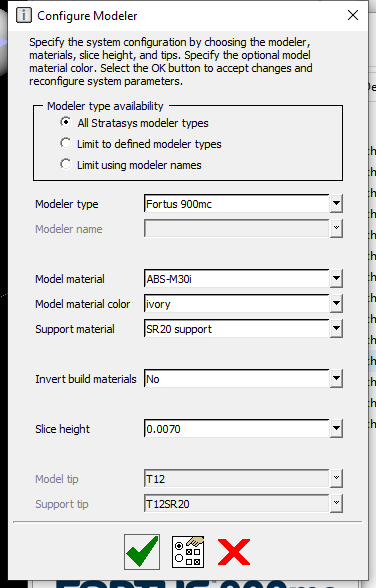 Configure Modeler
Specify the system configuration by choosing the modeler,
materials, slice height, and tips. Specify the optional model
material color. Select the OK button to accept changes and
reconfigure system parameters.
Modeler type availability
All Stratasys modeler types
Limit to defined modeler types
Limit using modeler names
Modeler type Fortus 900mc
Modeler name
Model material ABS-M30i
Model material color ivory
Support material SR20 support
Invert build materials No
Slice height 0.0070
Model tip T12
Support tip T12SR20